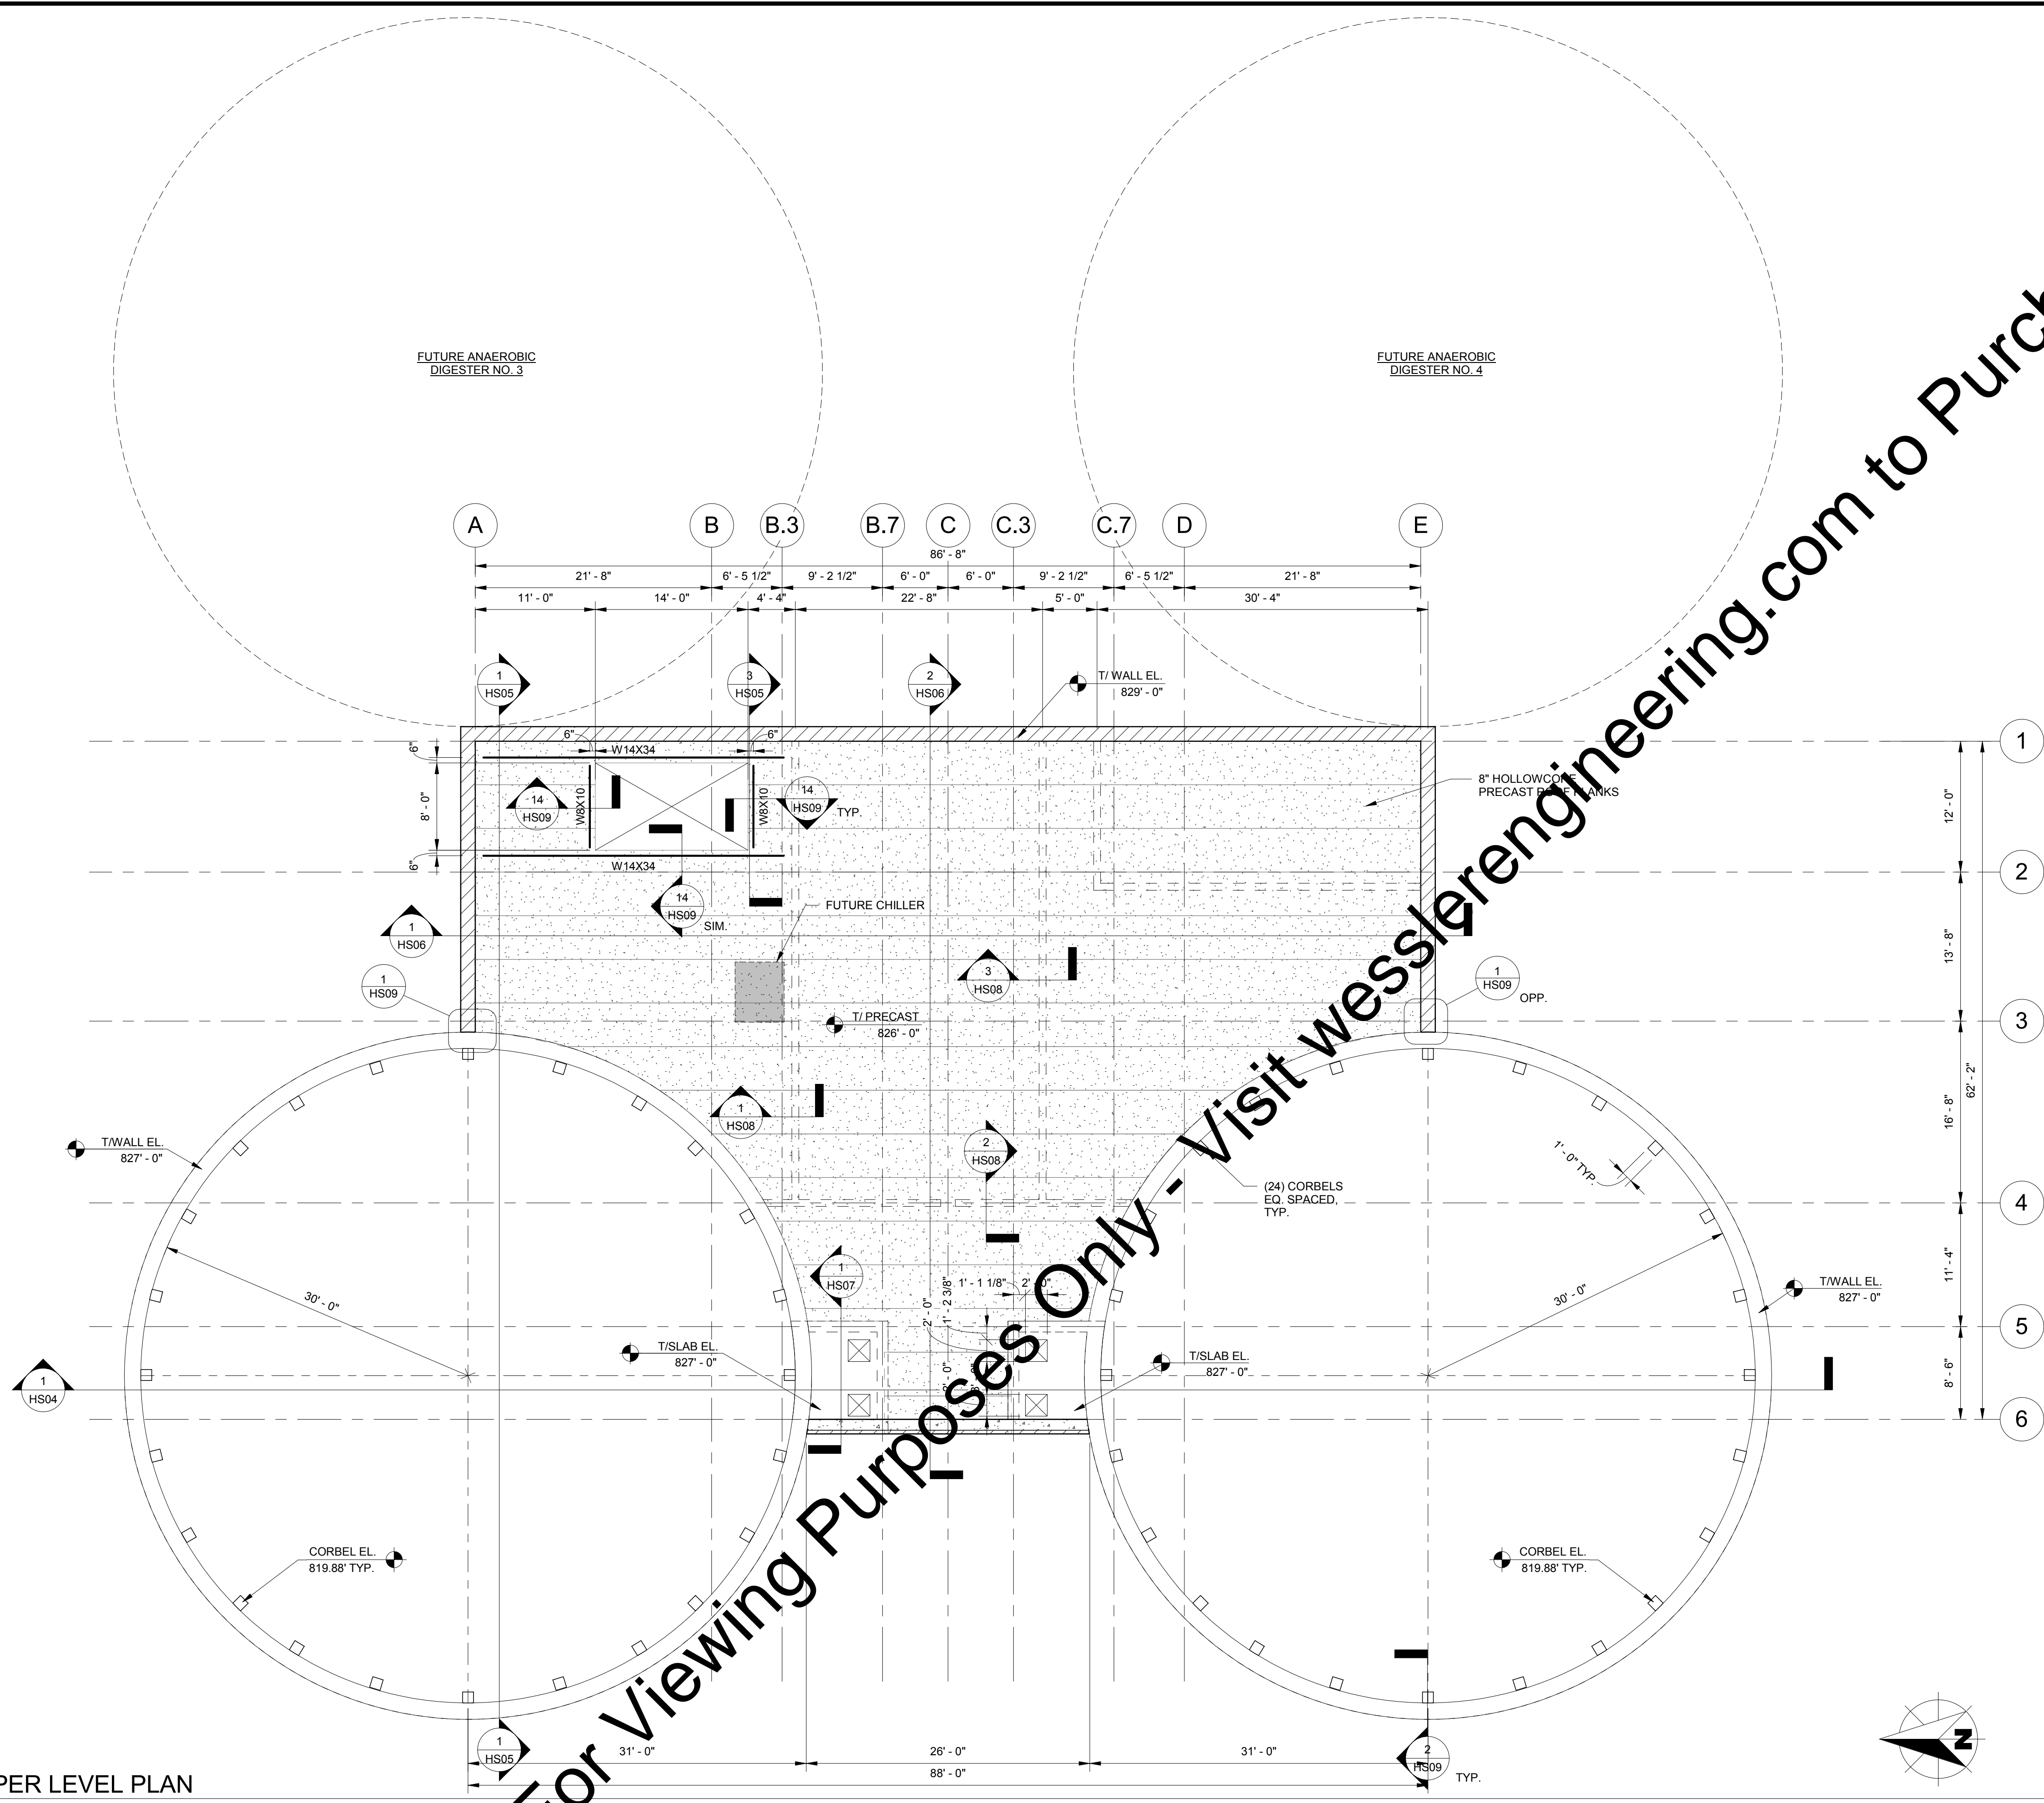 FUTURE ANAEROBIC
DIGESTER NO. 3
FUTURE ANAEROBIC
DIGESTER NO. 4
A
B
B.3
B.7
C
C.3
C.7
D
E
86' - 8"
21' - 8"
6' - 5 1/2"
9' - 2 1/2"
6' - 0"
6' - 0"
9' - 2 1/2"
6' - 5 1/2"
21' - 8"
11' - 0"
14' - 0"
4' - 4"
22' - 8"
5' - 0"
30' - 4"
1
HS05
3
HS05
2
HS06
T/ WALL EL.
829' - 0"
6"
6"
6"
W14X34
8' - 0"
14
HS09
W8X10
W8X10
14
HS09
TYP.
8" HOLLOWCORE
PRECAST ROOF PLANKS
6"
W14X34
14
HS09
SIM.
FUTURE CHILLER
1
HS06
1
HS09
3
HS08
1
HS09
OPP.
T/ PRECAST
826' - 0"
1
HS08
2
HS08
T/WALL EL.
827' - 0"
(24) CORBELS
EQ. SPACED,
TYP.
1' - 0" TYP.
30' - 0"
1
HS07
1' - 1 1/8"
2' - 0"
1' - 2 3/8"
2' - 0"
30' - 0"
T/WALL EL.
827' - 0"
T/SLAB EL.
827' - 0"
T/SLAB EL.
827' - 0"
1
HS04
CORBEL EL.
819.88' TYP.
CORBEL EL.
819.88' TYP.
1
2
3
4
5
6
12' - 0"
13' - 8"
16' - 8"
11' - 4"
8' - 6"
62' - 2"
1
HS05
31' - 0"
26' - 0"
31' - 0"
88' - 0"
2
HS09
TYP.
N
PER LEVEL PLAN
For Viewing Purposes Only - Visit wesslerengineering.com to Purch